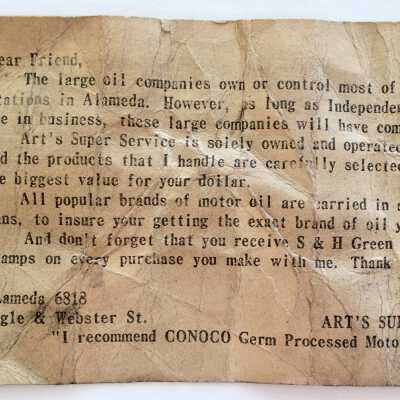 ear Friend,
The large oil companies own or control most of
tations in Alameda. However, as long as Independen
e in business, these large companies will have com
Art's Super Service is solely owned and operate
d the products that I handle are carefully selected
e biggest value for your dollar.
All popular brands of motor oil are carried in s
ans, to insure your getting the exact brand of oil y
And don't forget that you receive S & H Green
tamps on every purchase you make with me. Thank
lameda 6818
gle & Webster St.
ART'S SUP
"I recommend CONOCO Germ Processed Moto